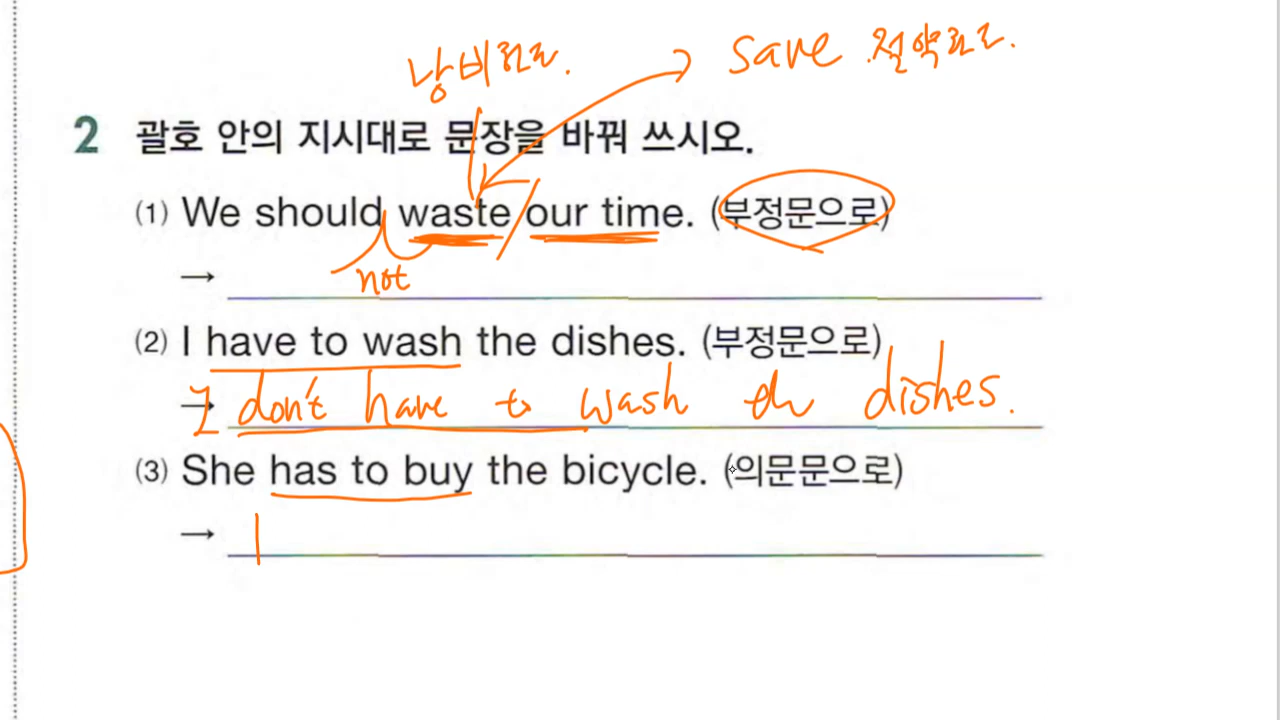 낭비하다. save 절약하다.
2 괄호 안의 지시대로 문장을 바꿔 쓰시오.
(1) We should waste our time. (부정문으로)
→ not
(2) I have to wash the dishes. (부정문으로)
→ I don't have to wash the dishes.
(3) She has to buy the bicycle. (의문문으로)
→